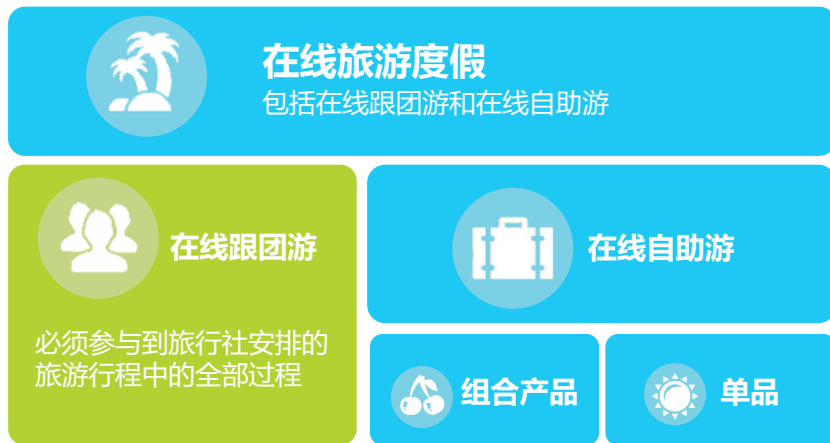 在线旅游度假
包括在线跟团游和在线自助游
在线跟团游
必须参与到旅行社安排的
旅游行程中的全部过程
在线自助游
组合产品
单品